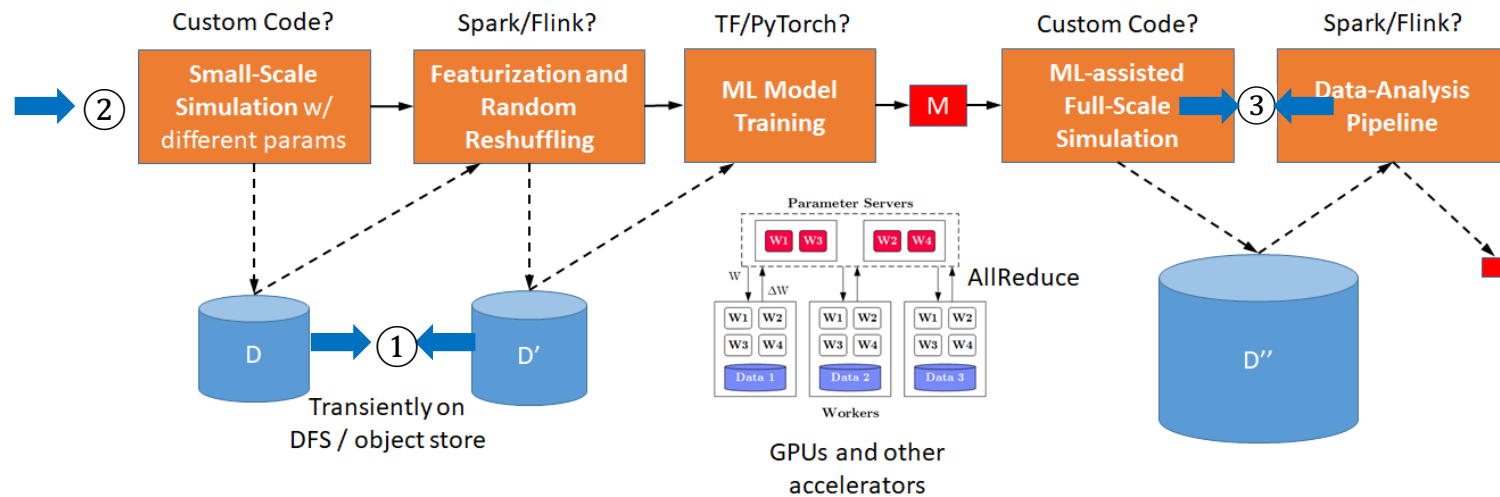 Custom Code?
Spark/Flink?
TF/PyTorch?
Custom Code?
Spark/Flink?
②
Small-Scale
Simulation w/
different params
Featurization and
Random
Reshuffling
ML Model
Training
M
ML-assisted
Full-Scale
Simulation
③
Data-Analysis
Pipeline
Parameter Servers
W1 W3
W2 W4
W
ΔW
AllReduce
W1 W2
W3 W4
Data 1
W1 W2
W3 W4
Data 2
W1 W2
W3 W4
Data 3
Workers
D
①
D’
D’’
Transiently on
DFS / object store
GPUs and other
accelerators